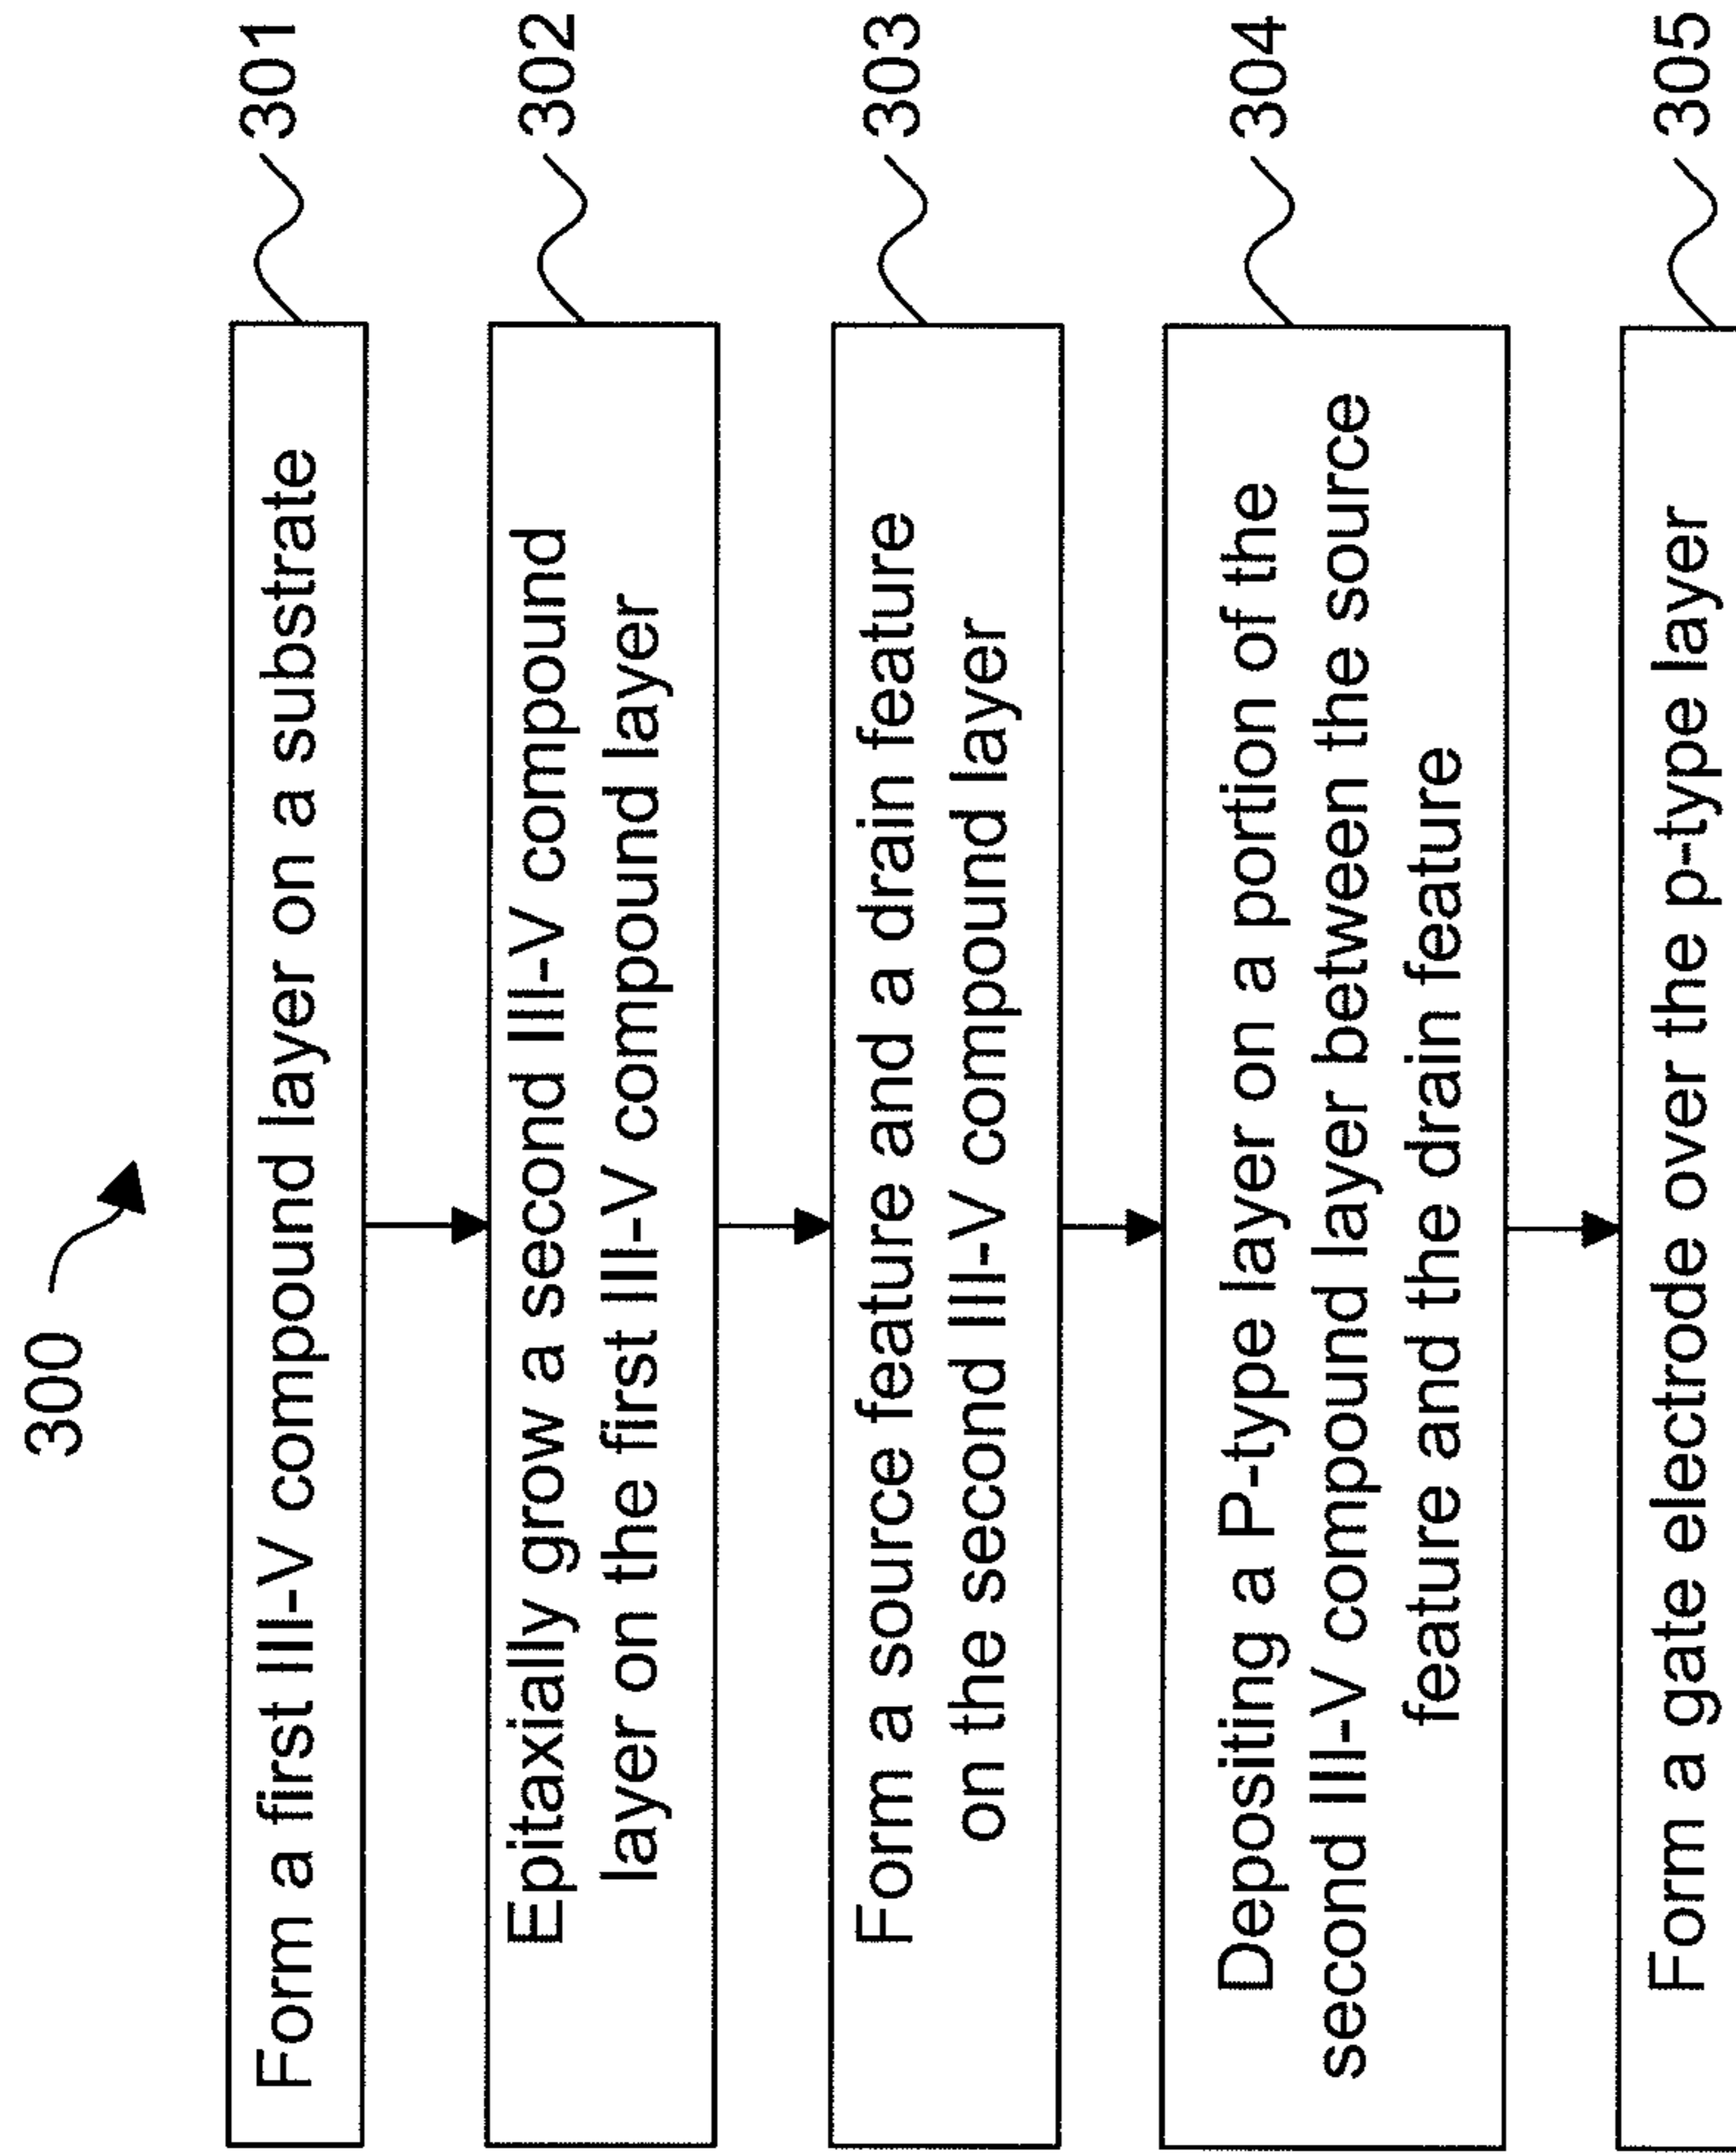 300
Form a first III-V compound layer on a substrate
301
Epitaxially grow a second III-V compound
layer on the first III-V compound layer
302
Form a source feature and a drain feature
on the second III-V compound layer
303
Depositing a P-type layer on a portion of the
second III-V compound layer between the source
feature and the drain feature
304
Form a gate electrode over the p-type layer
305